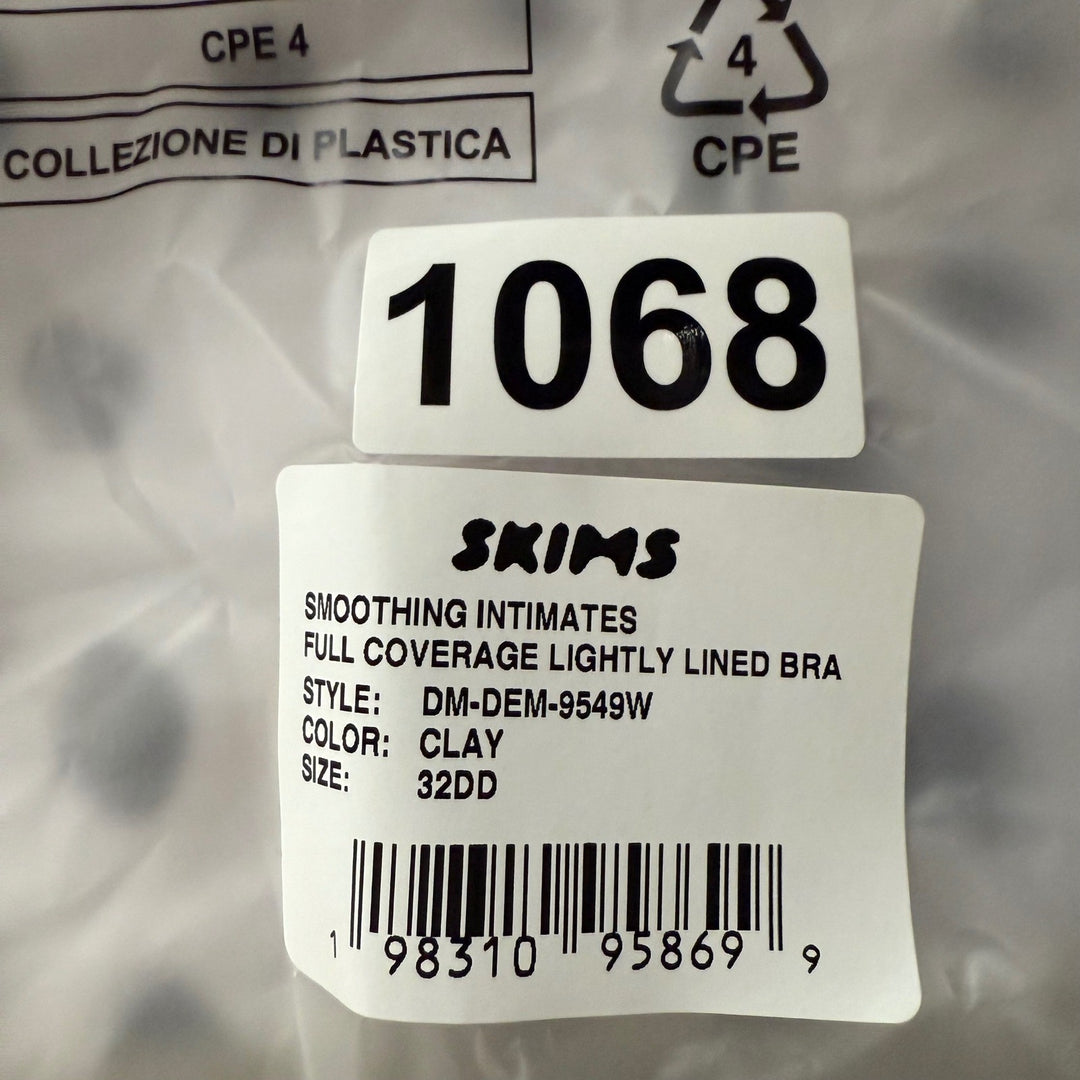 CPE 4
COLLEZIONE DI PLASTICA
4
CPE
1068
SKIMS
SMOOTHING INTIMATES
FULL COVERAGE LIGHTLY LINED BRA
STYLE: DM-DEM-9549W
COLOR: CLAY
SIZE: 32DD
1 98310 95869 9